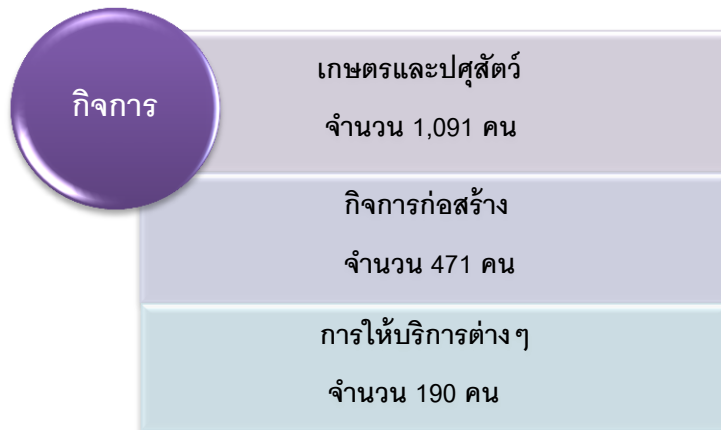 กิจการ
เกษตรและปศุสัตว์
จำนวน 1,091 คน
กิจการก่อสร้าง
จำนวน 471 คน
การให้บริการต่างๆ
จำนวน 190 คน